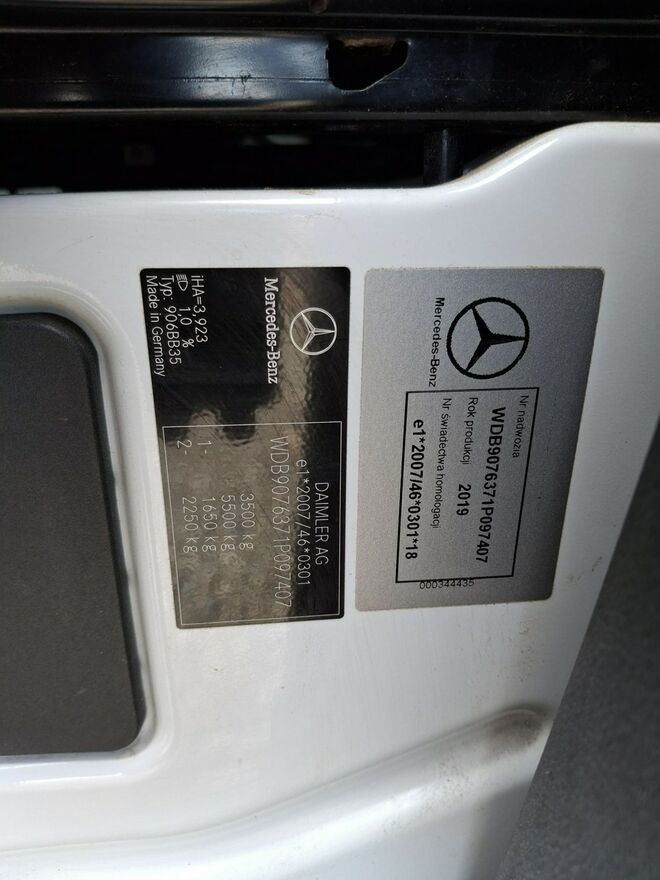 Mercedes-Benz
DAIMLER AG
e1*2007/46*0301
WDB9076371P097407
3500 kg
5500 kg
1- 1650 kg
2- 2250 kg
iHA=3,923
1.0 %
Typ: 906BB35
Made in Germany
Mercedes-Benz
Nr nadwozia
WDB9076371P097407
Rok produkcji 2019
Nr świadectwa homologacji
e1*2007/46*0301*18
000344435